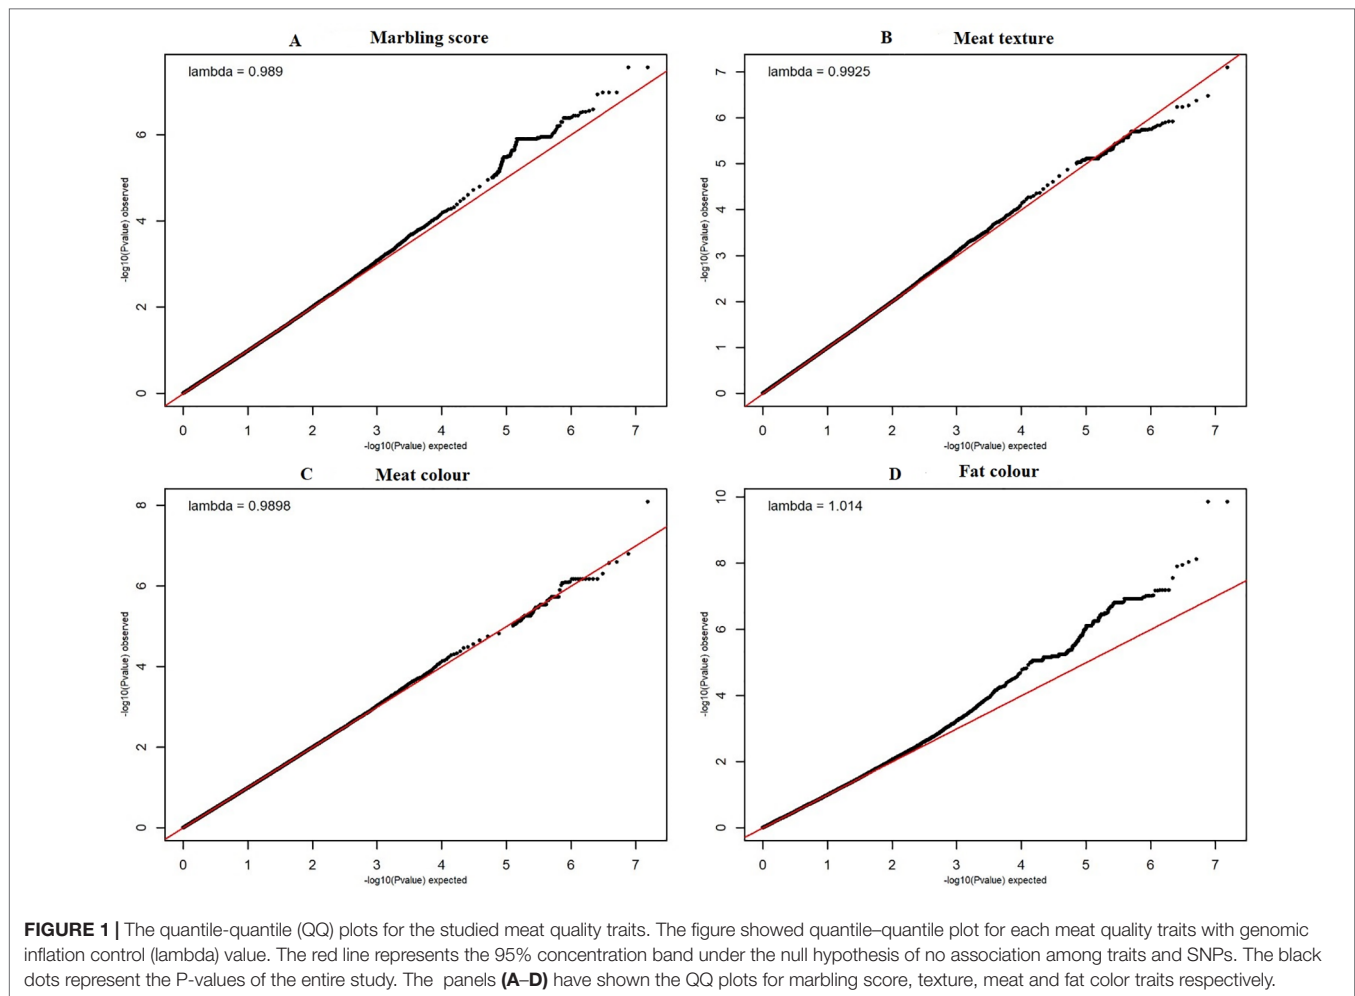 A Marbling score
lambda = 0.989
-log10(Pvalue) observed
0 2 4 6
0 1 2 3 4 5 6 7
-log10(Pvalue) expected
B Meat texture
lambda = 0.9925
-log10(Pvalue) observed
0 1 2 3 4 5 6 7
0 1 2 3 4 5 6 7
-log10(Pvalue) expected
C Meat colour
lambda = 0.9898
-log10(Pvalue) observed
0 2 4 6 8
0 1 2 3 4 5 6 7
-log10(Pvalue) expected
D Fat colour
lambda = 1.014
-log10(Pvalue) observed
0 2 4 6 8 10
0 1 2 3 4 5 6 7
-log10(Pvalue) expected
FIGURE 1 | The quantile-quantile (QQ) plots for the studied meat quality traits. The figure showed quantile–quantile plot for each meat quality traits with genomic
inflation control (lambda) value. The red line represents the 95% concentration band under the null hypothesis of no association among traits and SNPs. The black
dots represent the P-values of the entire study. The panels (A–D) have shown the QQ plots for marbling score, texture, meat and fat color traits respectively.